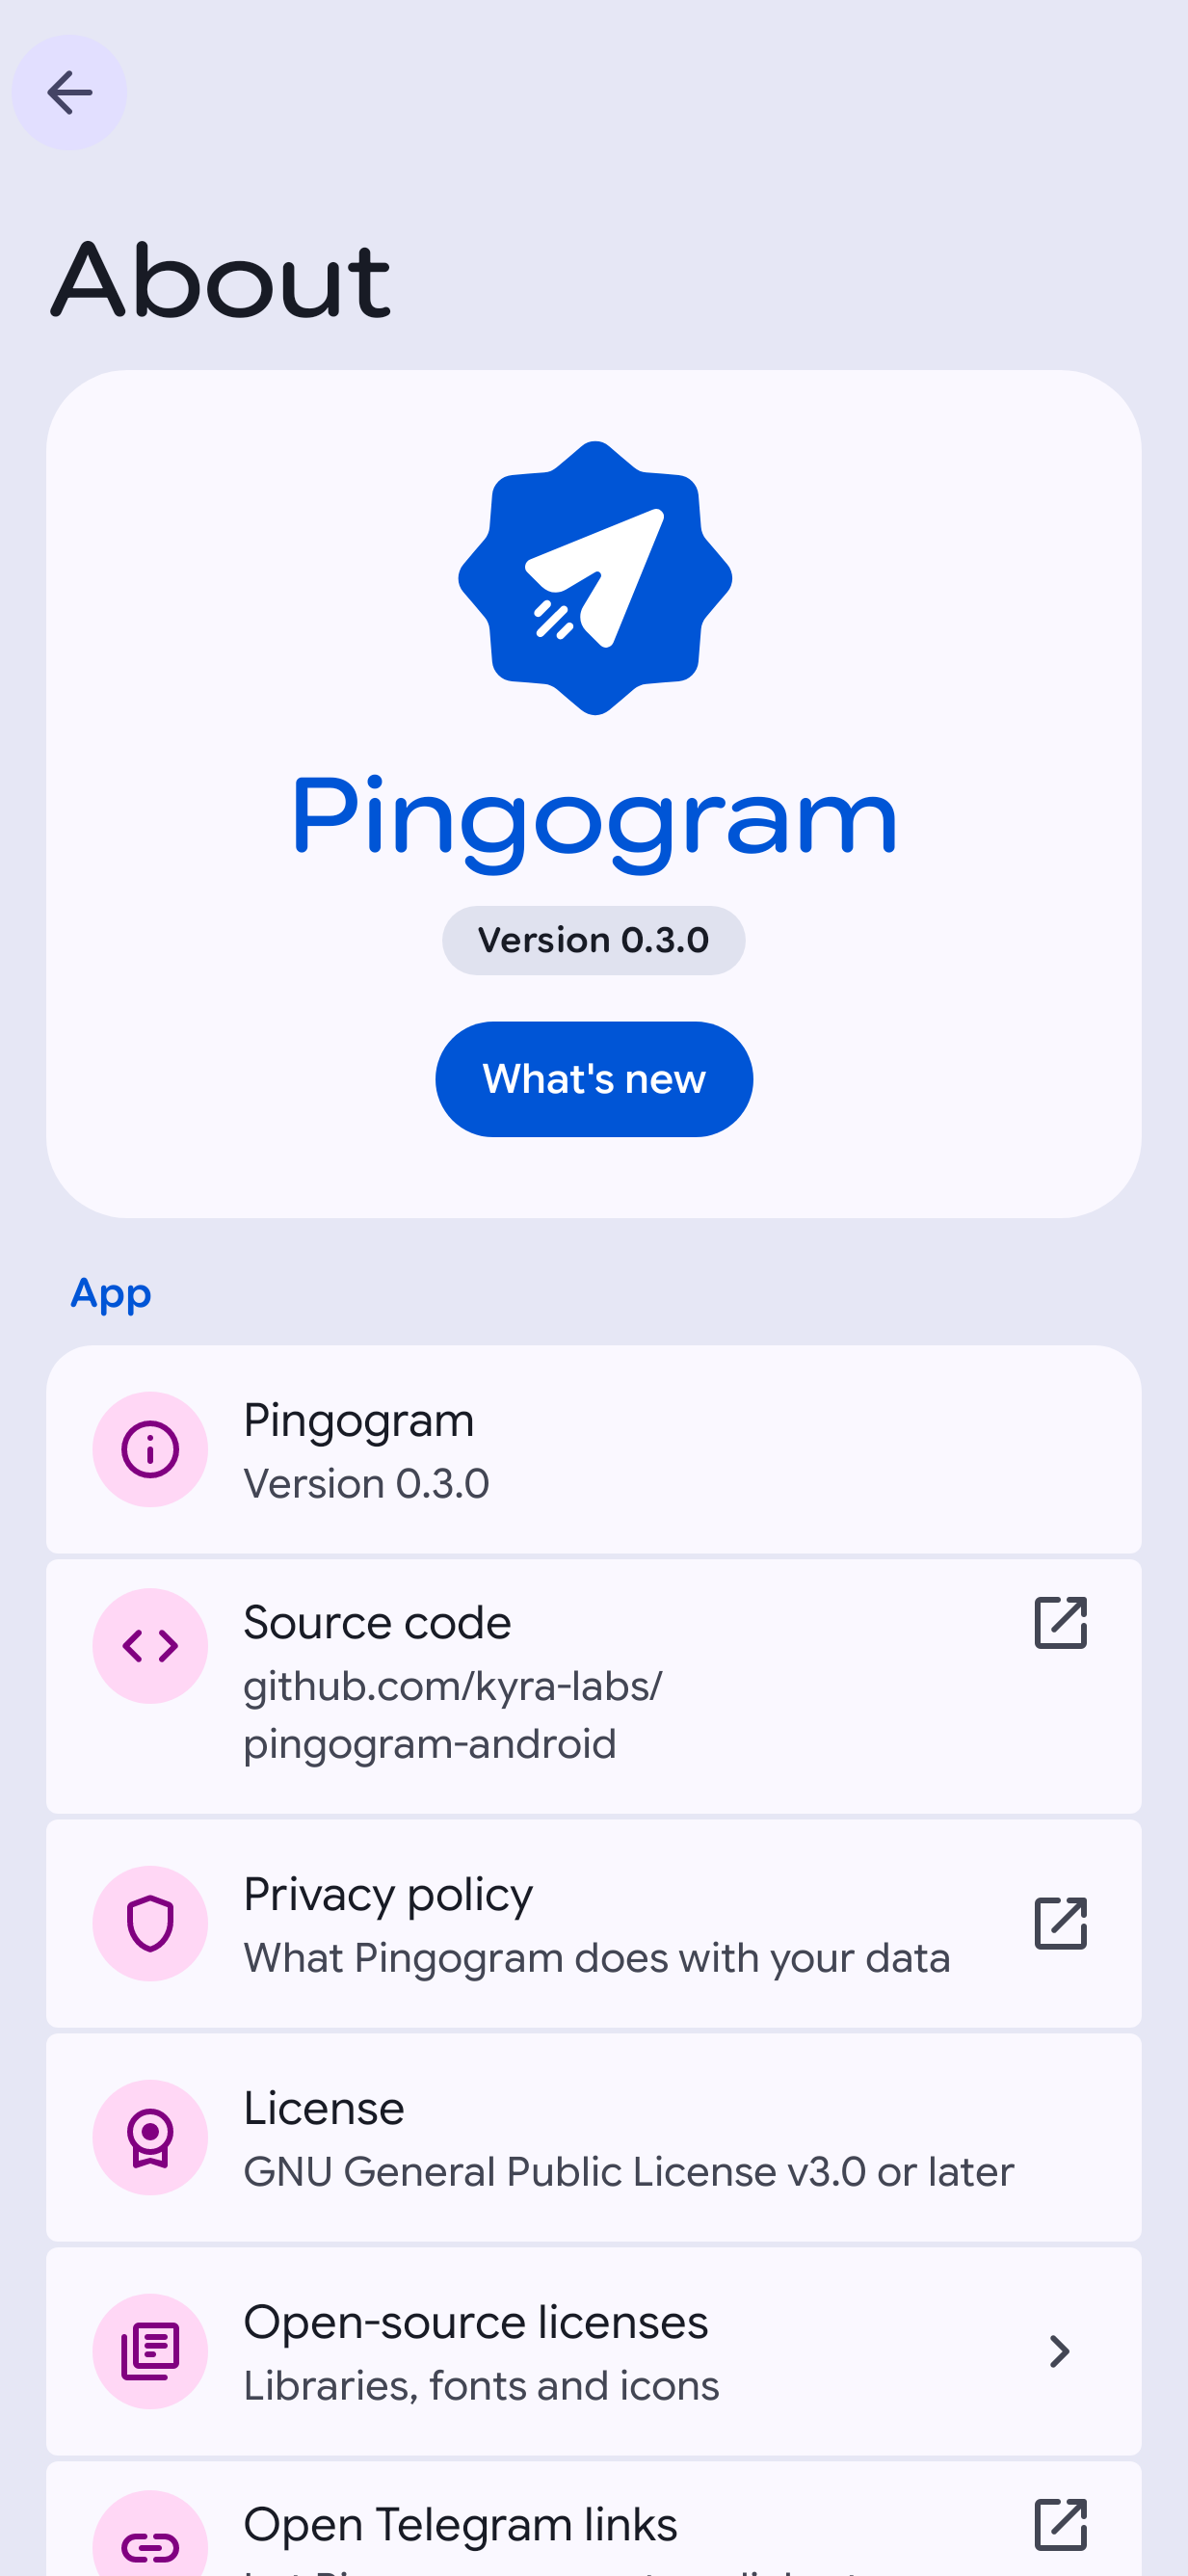 About
Pingogram
Version 0.3.0
What's new
App
Pingogram
Version 0.3.0
Source code
github.com/kyra-labs/
pingogram-android
Privacy policy
What Pingogram does with your data
License
GNU General Public License v3.0 or later
Open-source licenses
Libraries, fonts and icons
Open Telegram links